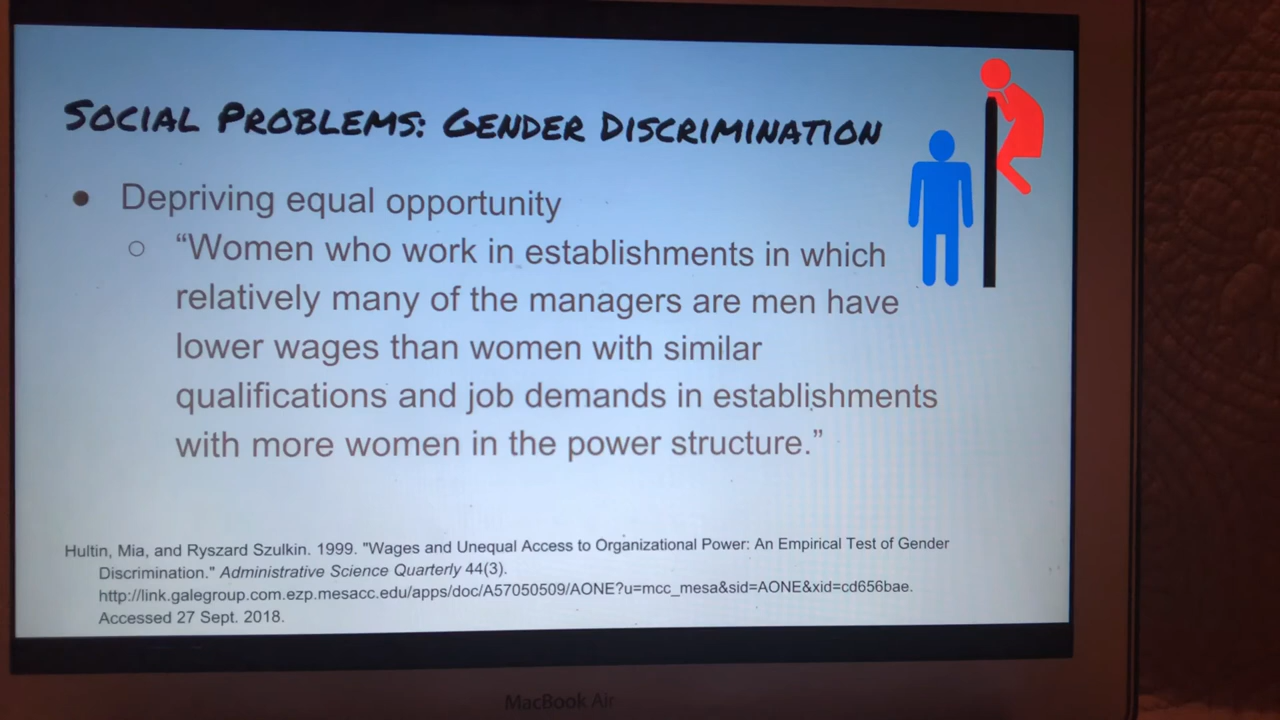 SOCIAL PROBLEMS: GENDER DISCRIMINATION
● Depriving equal opportunity
○ “Women who work in establishments in which
relatively many of the managers are men have
lower wages than women with similar
qualifications and job demands in establishments
with more women in the power structure.”
Hultin, Mia, and Ryszard Szulkin. 1999. "Wages and Unequal Access to Organizational Power: An Empirical Test of Gender
Discrimination." Administrative Science Quarterly 44(3).
http://link.galegroup.com.ezp.mesacc.edu/apps/doc/A57050509/AONE?u=mcc_mesa&sid=AONE&xid=cd656bae.
Accessed 27 Sept. 2018.
MacBook Air